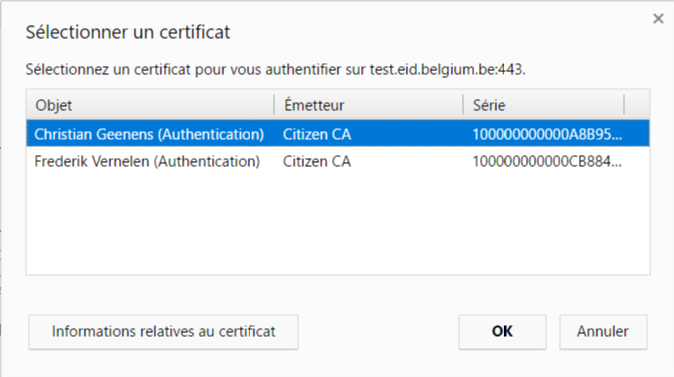 Sélectionner un certificat
Sélectionnez un certificat pour vous authentifier sur test.eid.belgium.be:443.
Objet Émetteur Série
Christian Geenens (Authentication) Citizen CA 100000000000A8B95...
Frederik Vernelen (Authentication) Citizen CA 100000000000CB884...
Informations relatives au certificat OK Annuler